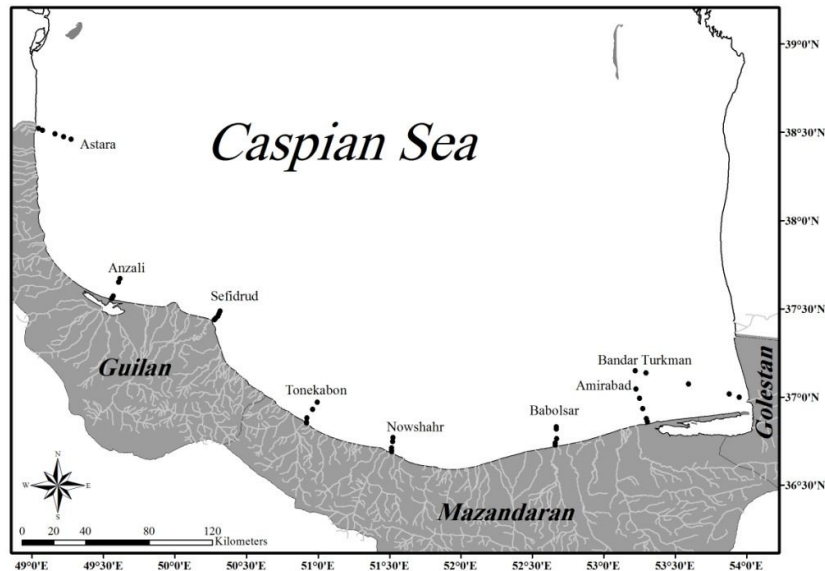 39°0'N
Caspian Sea
38°30'N
Astara
38°0'N
Anzali
Sefidrud
37°30'N
Bandar Turkman
Guilan
Golestan
Tonekabon
Amirabad
37°0'N
Nowshahr
Babolsar
N
W
E
S
36°30'N
Mazandaran
0 20 40 80 120
Kilometers
49°0'E 49°30'E 50°0'E 50°30'E 51°0'E 51°30'E 52°0'E 52°30'E 53°0'E 53°30'E 54°0'E